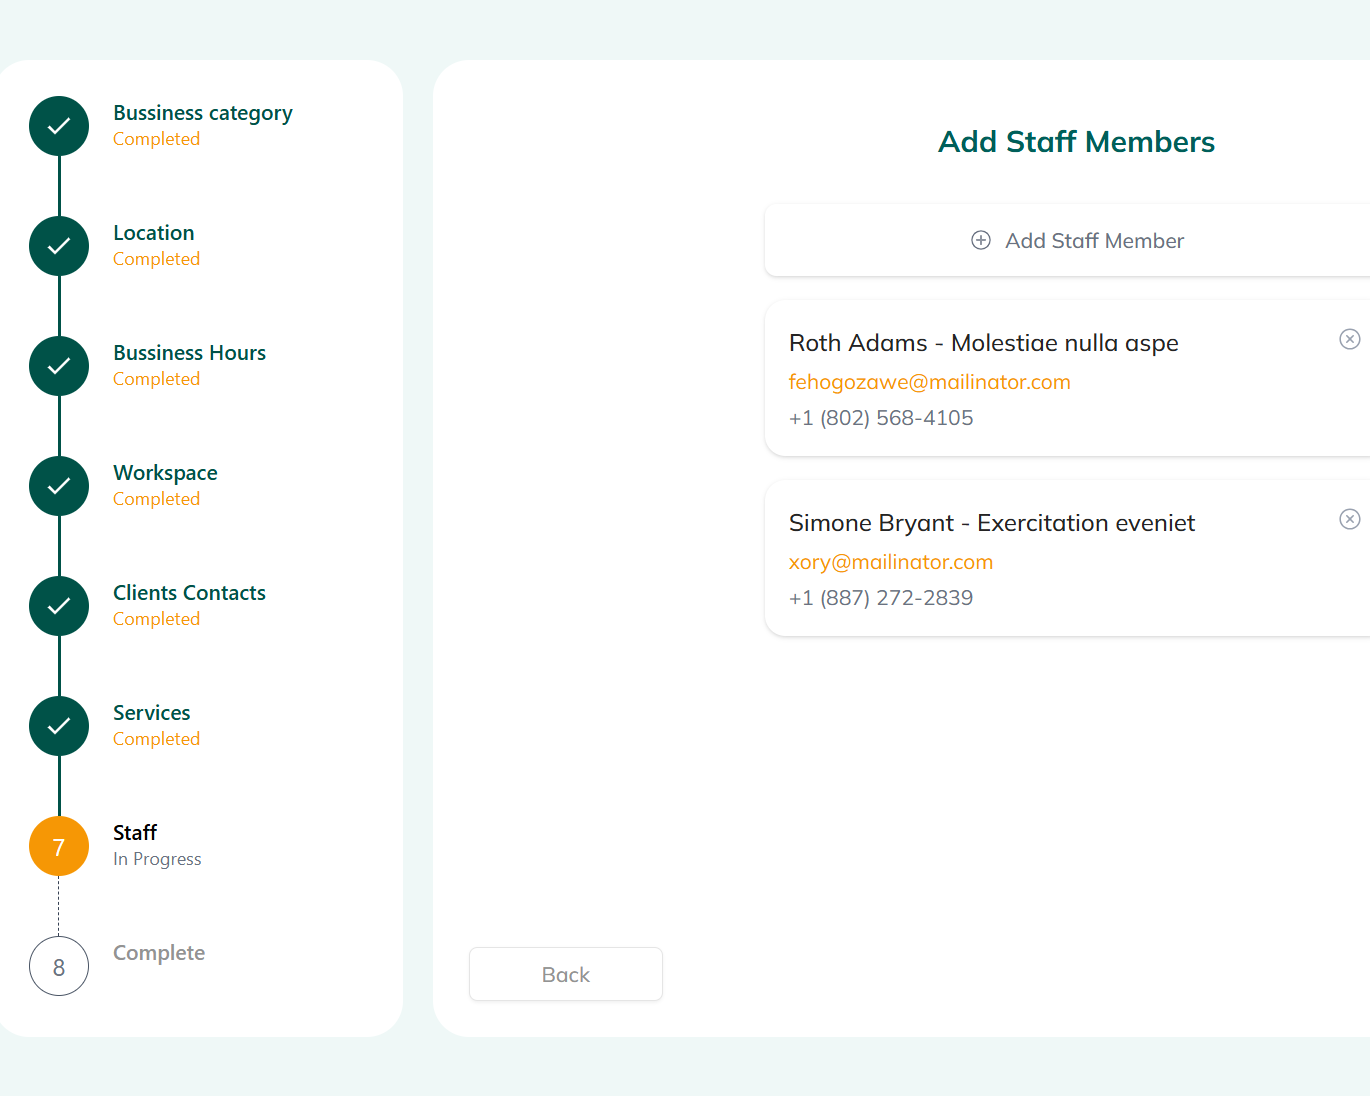 Bussiness category
Completed
Location
Completed
Bussiness Hours
Completed
Workspace
Completed
Clients Contacts
Completed
Services
Completed
7
Staff
In Progress
8
Complete
Add Staff Members
Add Staff Member
Roth Adams - Molestiae nulla aspe
fehogozawe@mailinator.com
+1 (802) 568-4105
Simone Bryant - Exercitation eveniet
xory@mailinator.com
+1 (887) 272-2839
Back